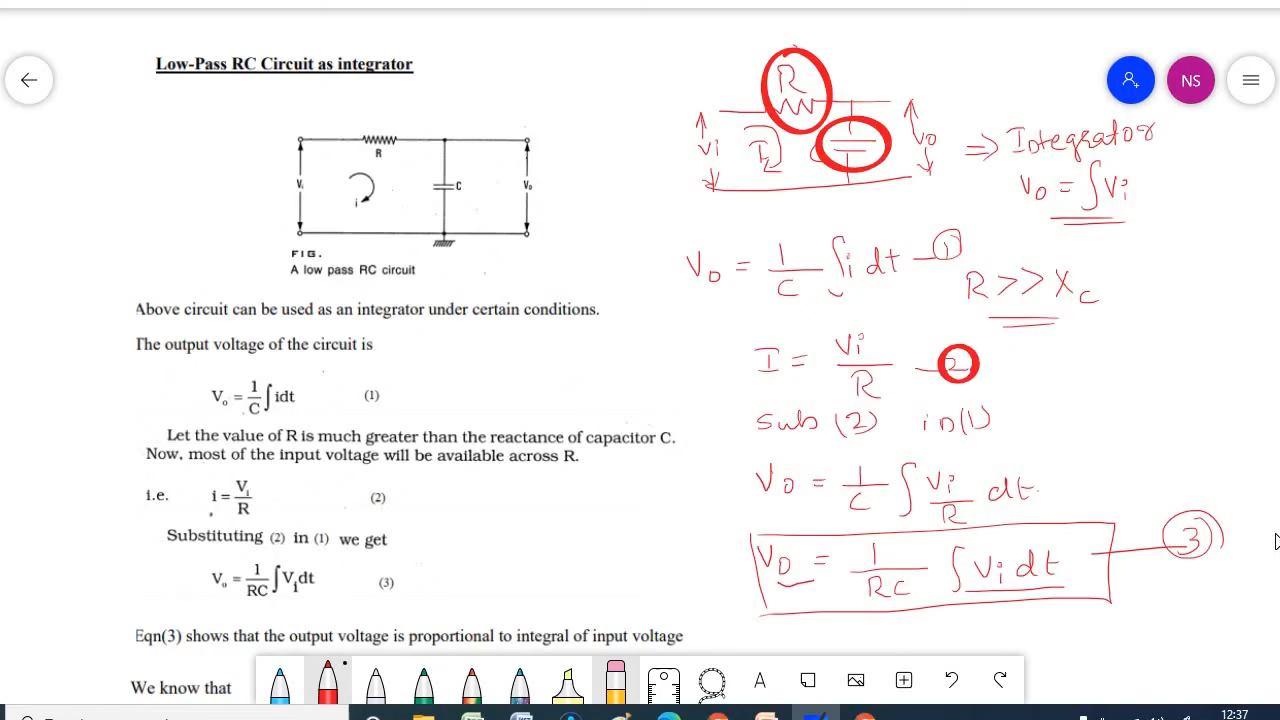 Low-Pass RC Circuit as integrator
R
Vi
i
C
Vo
FIG.
A low pass RC circuit
Above circuit can be used as an integrator under certain conditions.
The output voltage of the circuit is
Vo = 1/C ∫ idt (1)
Let the value of R is much greater than the reactance of capacitor C.
Now, most of the input voltage will be available across R.
i.e. i = Vi/R (2)
Substituting (2) in (1) we get
Vo = 1/RC ∫ Vidt (3)
Eqn(3) shows that the output voltage is proportional to integral of input voltage
We know that
R
Vi
I
Vo
⇒ Integrator
Vo = ∫ Vi
Vo = 1/C ∫ i dt — 1
R >> Xc
I = Vi/R — 2
Sub (2) in (1)
Vo = 1/C ∫ Vi/R dt.
Vo = 1/RC ∫ Vi dt — 3
NS
A
12:37